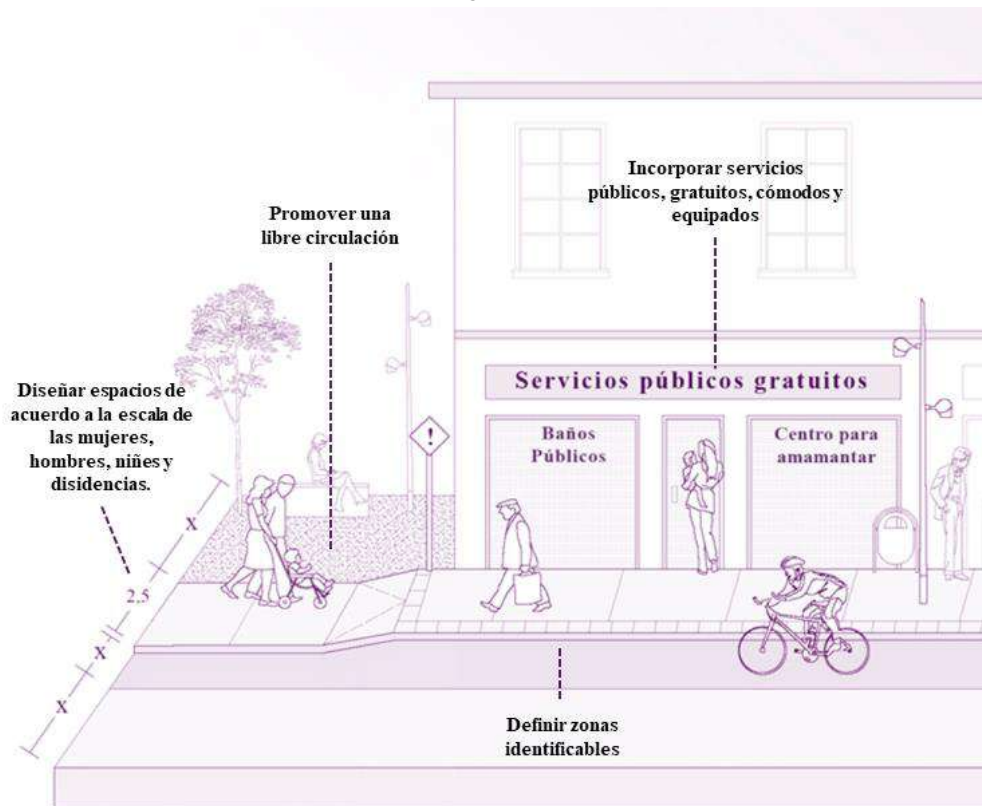 Incorporar servicios
públicos, gratuitos, cómodos y
equipados
Promover una
libre circulación
Diseñar espacios de
acuerdo a la escala de
las mujeres,
hombres, niñes y
disidencias.
Servicios públicos gratuitos
Baños
Públicos
Centro para
amamantar
!
X
2,5
X
X
Definir zonas
identificables